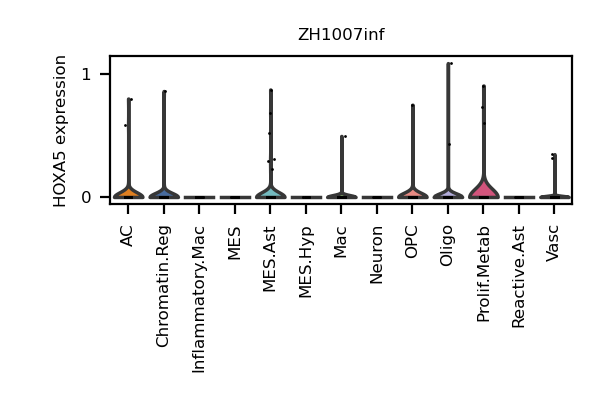 ZH1007inf
HOXA5 expression
1
0
AC
Chromatin.Reg
Inflammatory.Mac
MES
MES.Ast
MES.Hyp
Mac
Neuron
OPC
Oligo
Prolif.Metab
Reactive.Ast
Vasc